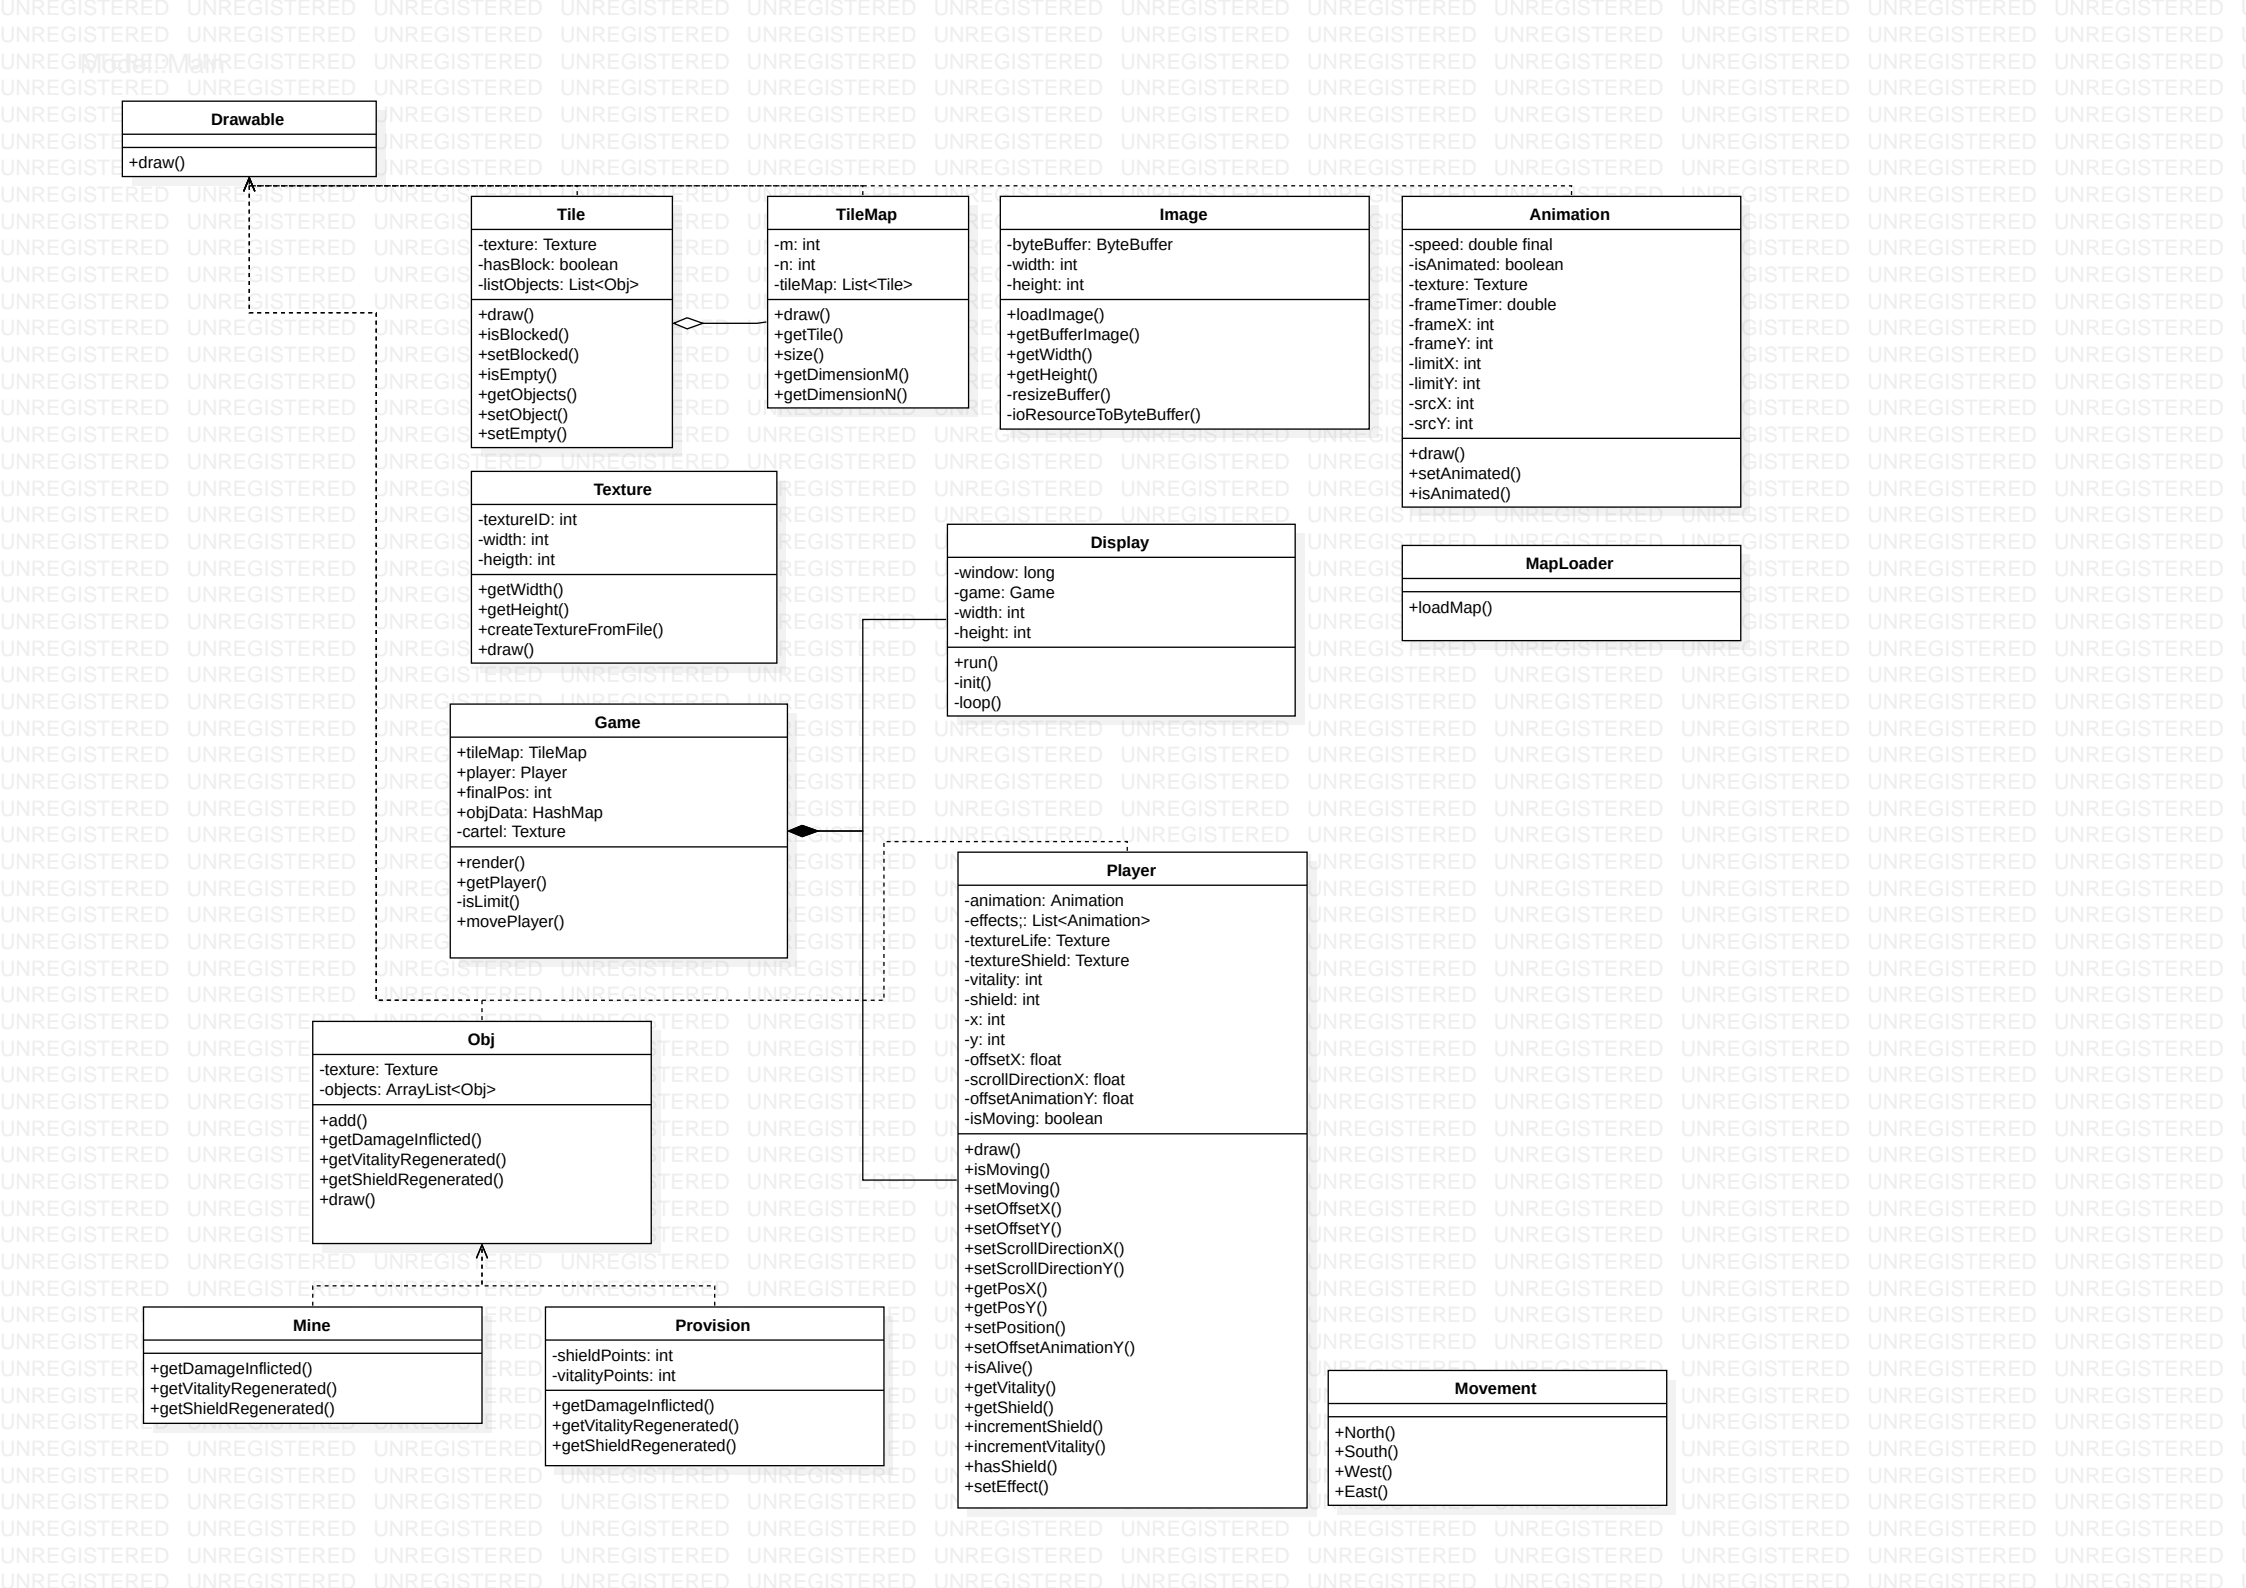 Model::Main
Drawable
+draw()
Tile
-texture: Texture
-hasBlock: boolean
-listObjects: List<Obj>
+draw()
+isBlocked()
+setBlocked()
+isEmpty()
+getObjects()
+setObject()
+setEmpty()
TileMap
-m: int
-n: int
-tileMap: List<Tile>
+draw()
+getTile()
+size()
+getDimensionM()
+getDimensionN()
Image
-byteBuffer: ByteBuffer
-width: int
-height: int
+loadImage()
+getBufferImage()
+getWidth()
+getHeight()
-resizeBuffer()
-ioResourceToByteBuffer()
Animation
-speed: double final
-isAnimated: boolean
-texture: Texture
-frameTimer: double
-frameX: int
-frameY: int
-limitX: int
-limitY: int
-srcX: int
-srcY: int
+draw()
+setAnimated()
+isAnimated()
Texture
-textureID: int
-width: int
-heigth: int
+getWidth()
+getHeight()
+createTextureFromFile()
+draw()
Display
-window: long
-game: Game
-width: int
-height: int
+run()
-init()
-loop()
MapLoader
+loadMap()
Game
+tileMap: TileMap
+player: Player
+finalPos: int
+objData: HashMap
-cartel: Texture
+render()
+getPlayer()
-isLimit()
+movePlayer()
Player
-animation: Animation
-effects;: List<Animation>
-textureLife: Texture
-textureShield: Texture
-vitality: int
-shield: int
-x: int
-y: int
-offsetX: float
-scrollDirectionX: float
-offsetAnimationY: float
-isMoving: boolean
+draw()
+isMoving()
+setMoving()
+setOffsetX()
+setOffsetY()
+setScrollDirectionX()
+setScrollDirectionY()
+getPosX()
+getPosY()
+setPosition()
+setOffsetAnimationY()
+isAlive()
+getVitality()
+getShield()
+incrementShield()
+incrementVitality()
+hasShield()
+setEffect()
Obj
-texture: Texture
-objects: ArrayList<Obj>
+add()
+getDamageInflicted()
+getVitalityRegenerated()
+getShieldRegenerated()
+draw()
Mine
+getDamageInflicted()
+getVitalityRegenerated()
+getShieldRegenerated()
Provision
-shieldPoints: int
-vitalityPoints: int
+getDamageInflicted()
+getVitalityRegenerated()
+getShieldRegenerated()
Movement
+North()
+South()
+West()
+East()
UNREGISTERED